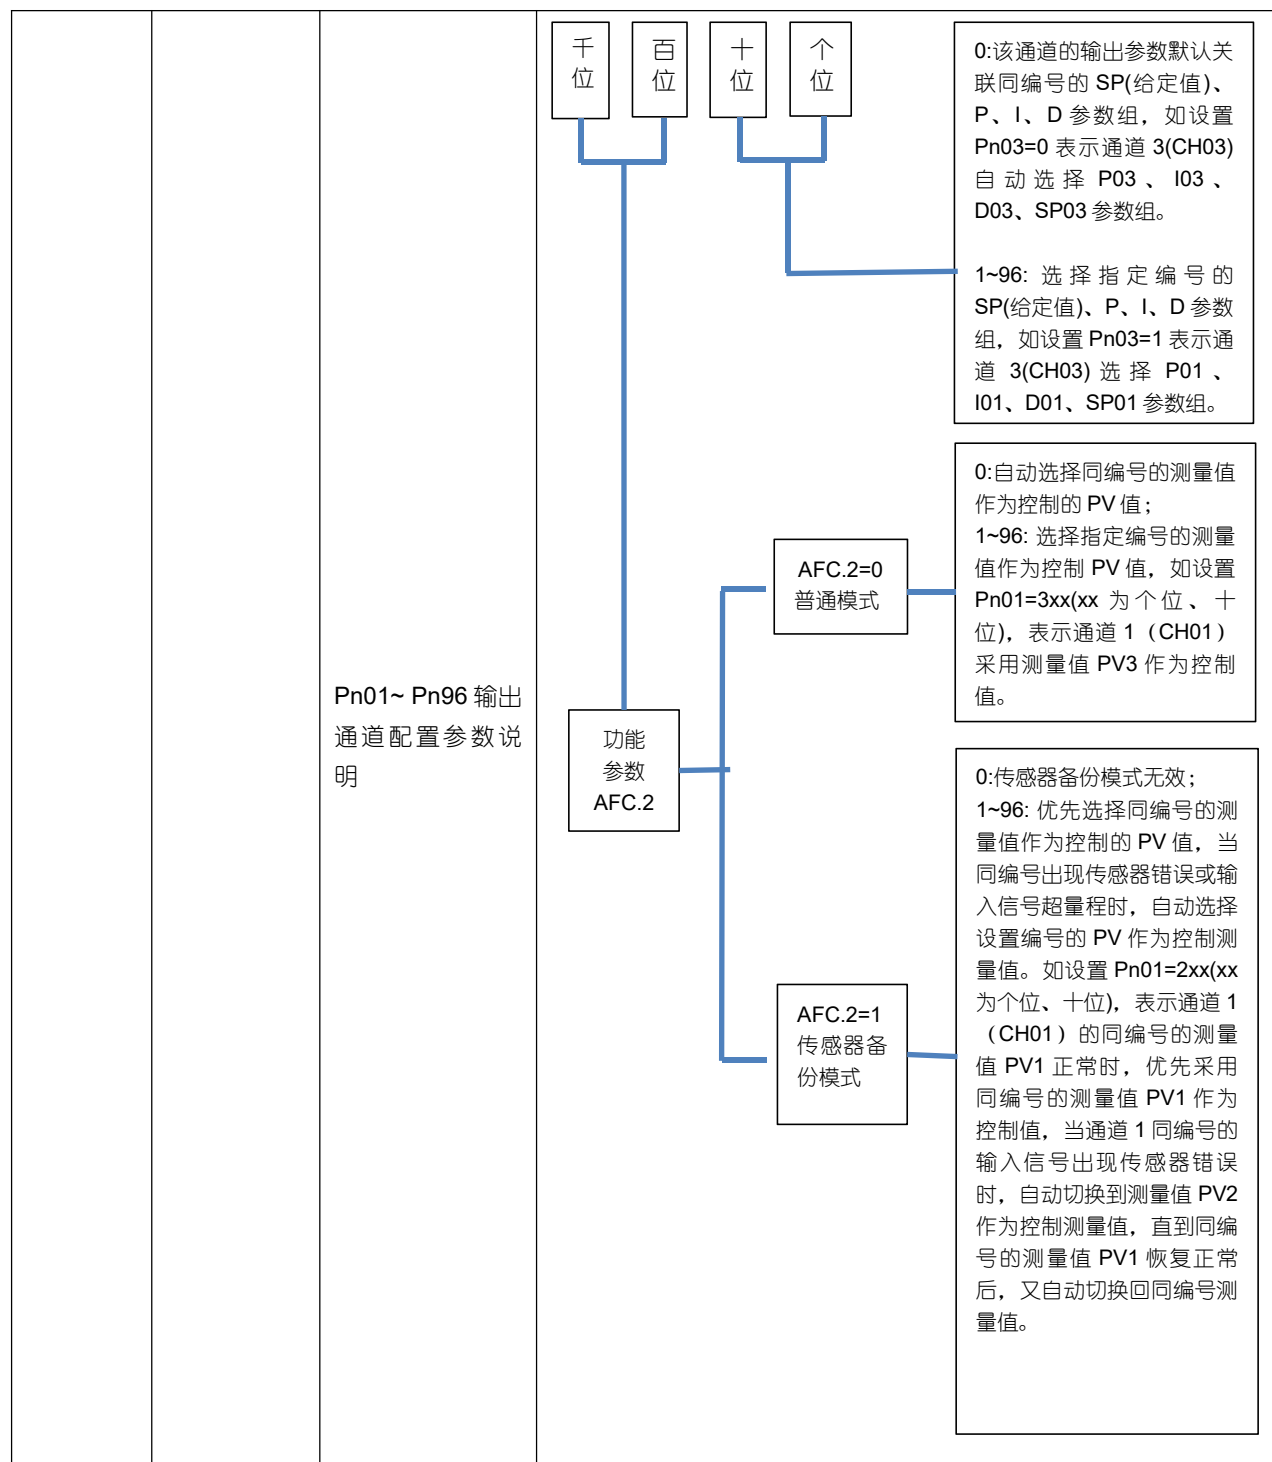 千
位
百
位
十
位
个
位
0:该通道的输出参数默认关
联同编号的 SP(给定值)、
P、I、D 参数组，如设置
Pn03=0 表示通道 3(CH03)
自动选择 P03、I03、
D03、SP03 参数组。
1~96: 选择指定编号的
SP(给定值)、P、I、D 参数
组，如设置 Pn03=1 表示通
道 3(CH03) 选择 P01、
I01、D01、SP01 参数组。
0:自动选择同编号的测量值
作为控制的 PV 值；
1~96: 选择指定编号的测量
值作为控制 PV 值，如设置
Pn01=3xx(xx 为个位、十
位)，表示通道 1（CH01）
采用测量值 PV3 作为控制
值。
AFC.2=0
普通模式
Pn01~ Pn96 输出
通道配置参数说
明
功能
参数
AFC.2
0:传感器备份模式无效；
1~96: 优先选择同编号的测
量值作为控制的 PV 值，当
同编号出现传感器错误或输
入信号超量程时，自动选择
设置编号的 PV 作为控制测
量值。如设置 Pn01=2xx(xx
为个位、十位)，表示通道 1
（CH01）的同编号的测量
值 PV1 正常时，优先采用
同编号的测量值 PV1 作为
控制值，当通道 1 同编号的
输入信号出现传感器错误
时，自动切换到测量值 PV2
作为控制测量值，直到同编
号的测量值 PV1 恢复正常
后，又自动切换回同编号测
量值。
AFC.2=1
传感器备
份模式